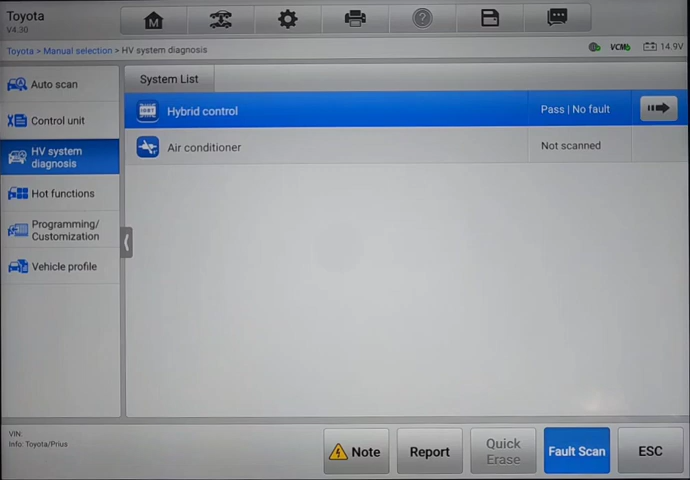 Toyota
V4.30
M
?
Toyota > Manual selection > HV system diagnosis
VCMI
14.9V
Auto scan
Control unit
HV system
diagnosis
Hot functions
Programming/
Customization
Vehicle profile
System List
Hybrid control
Pass | No fault
Air conditioner
Not scanned
VIN:
Info: Toyota/Prius
Note
Report
Quick
Erase
Fault Scan
ESC